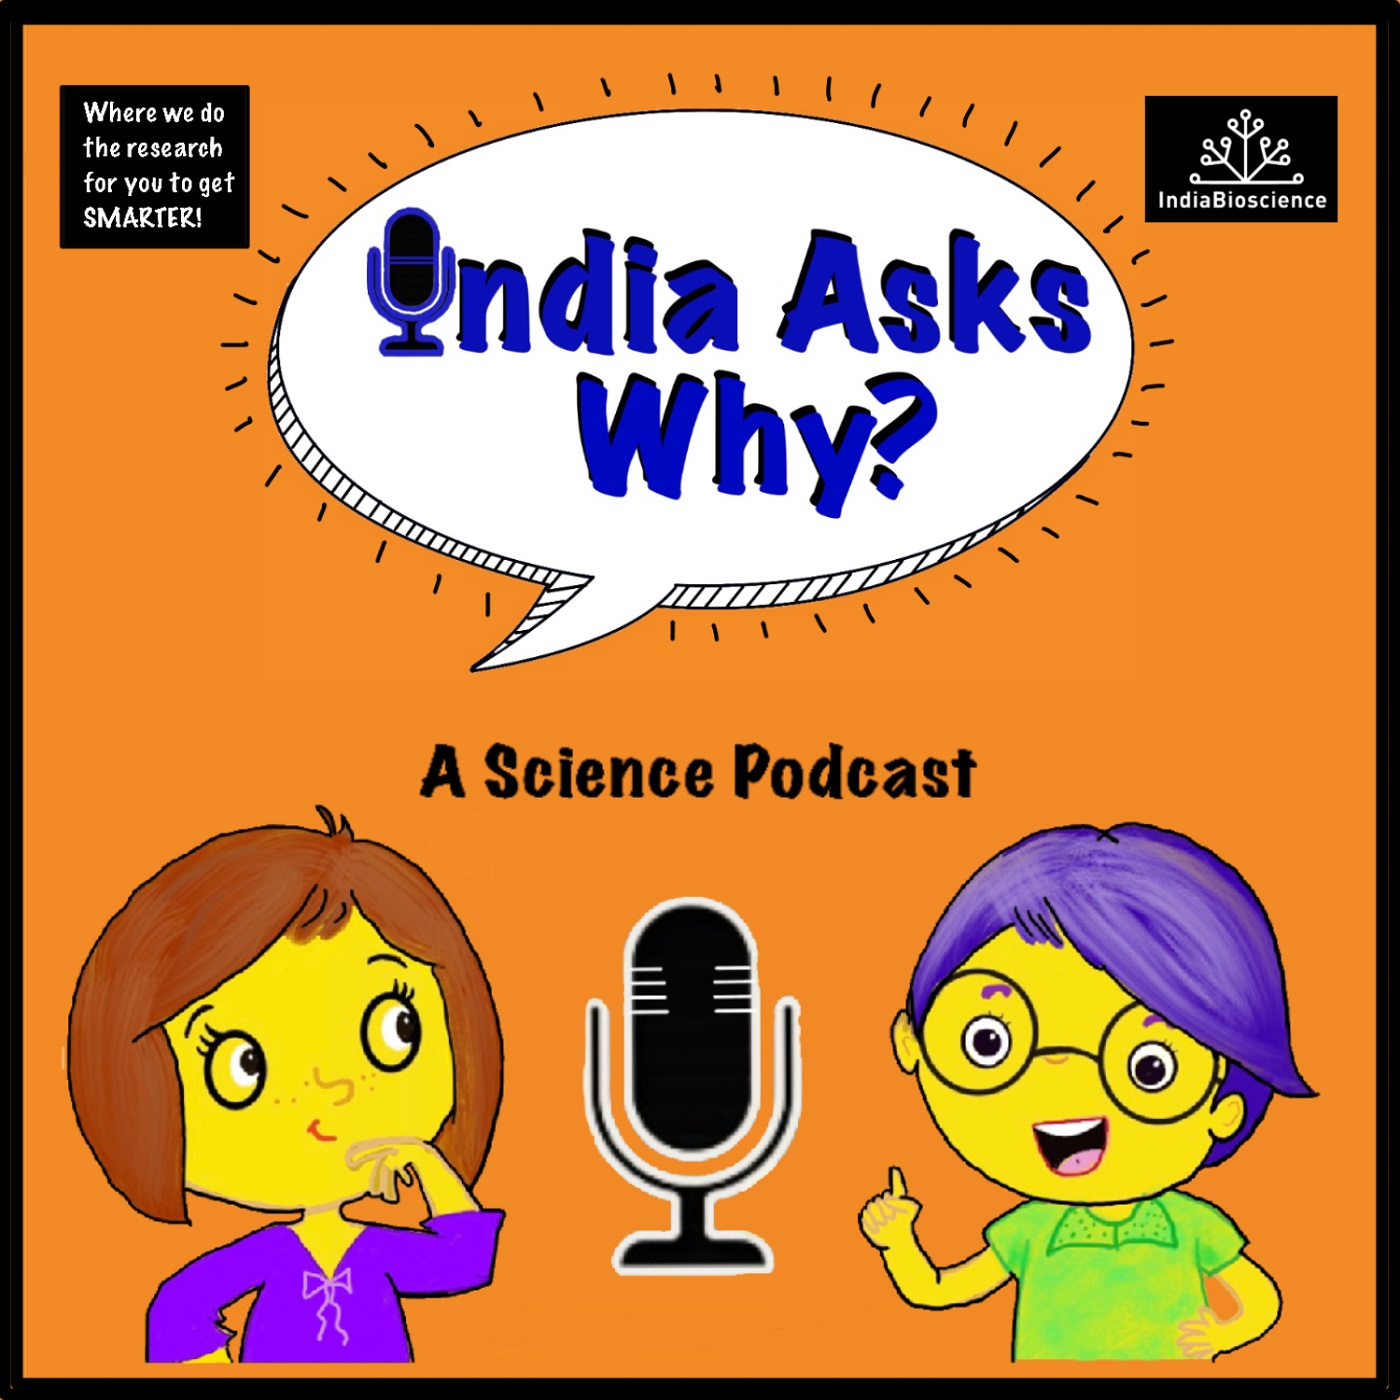 Where we do
the research
for you to get
SMARTER!
IndiaBioscience
India Asks
Why?
A Science Podcast